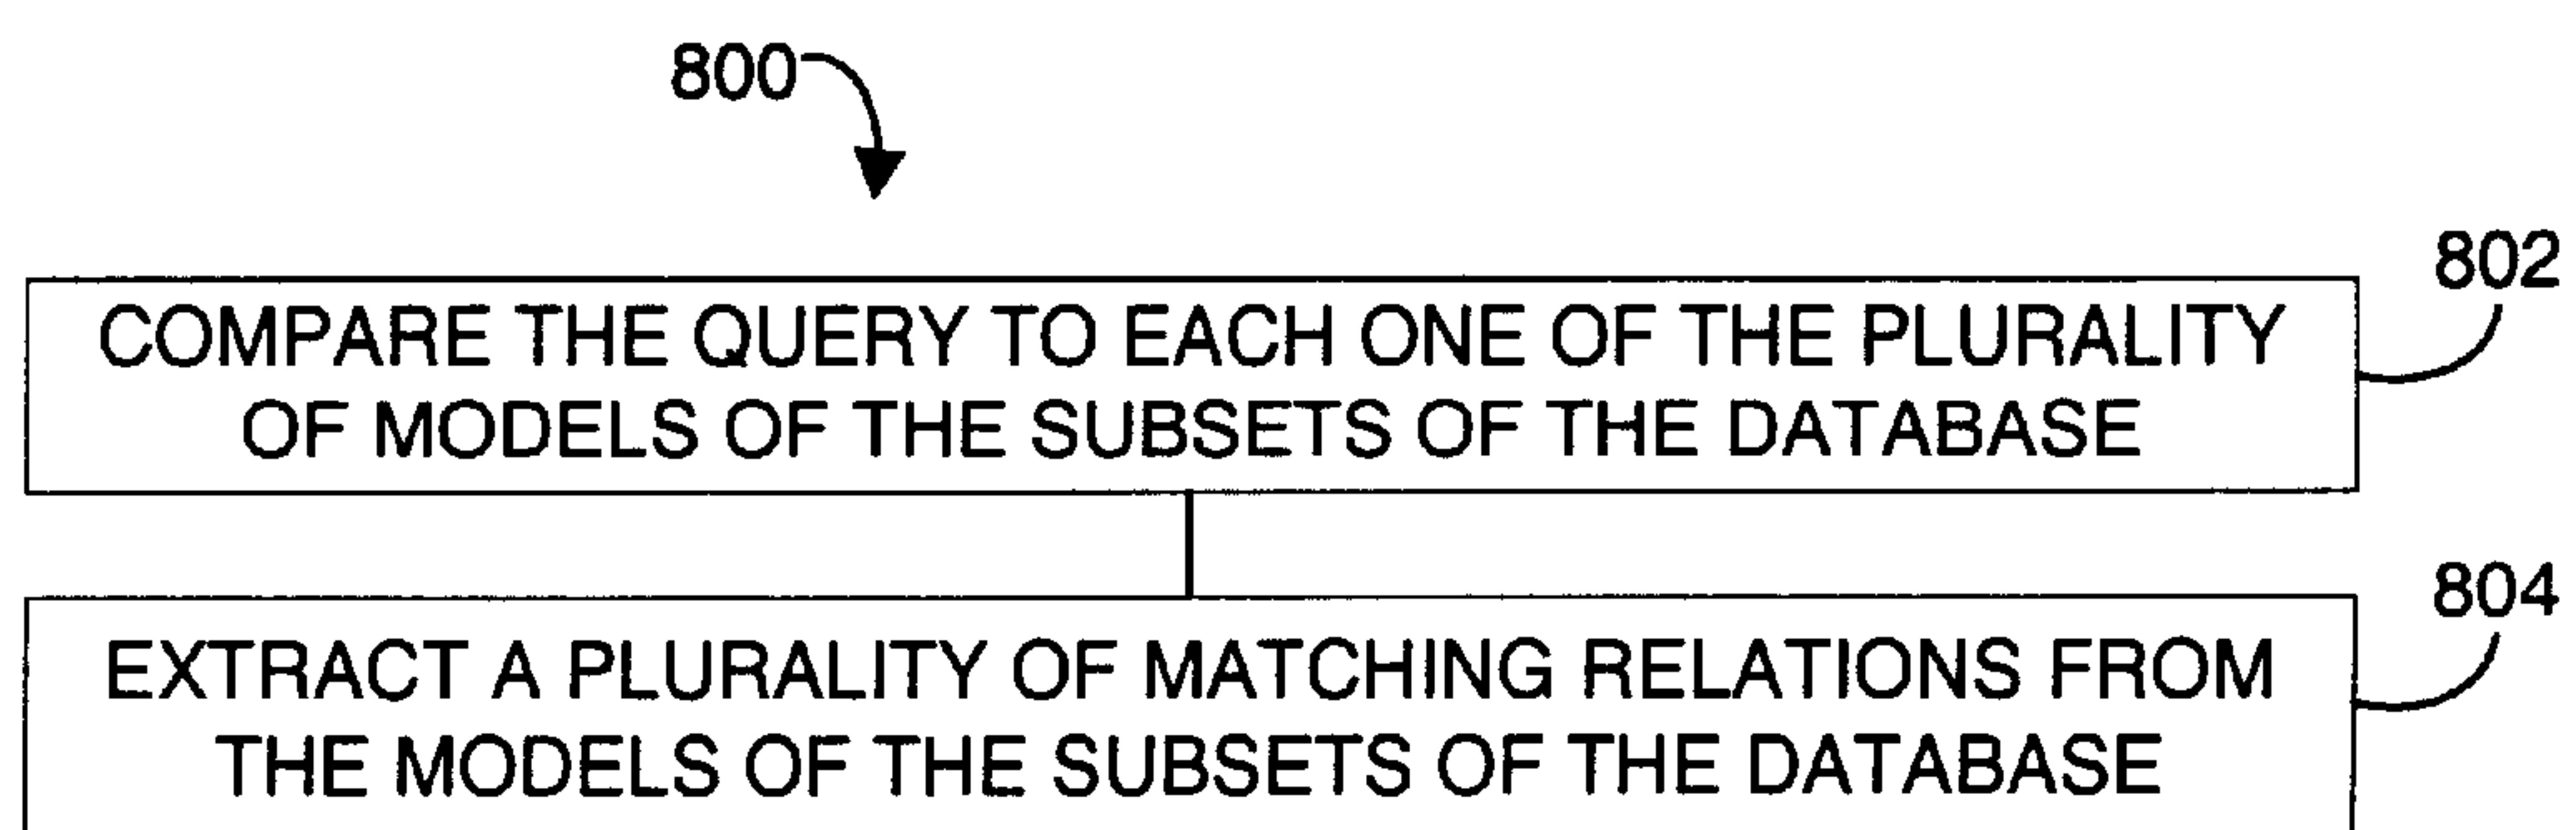 800
802
COMPARE THE QUERY TO EACH ONE OF THE PLURALITY
OF MODELS OF THE SUBSETS OF THE DATABASE
804
EXTRACT A PLURALITY OF MATCHING RELATIONS FROM
THE MODELS OF THE SUBSETS OF THE DATABASE